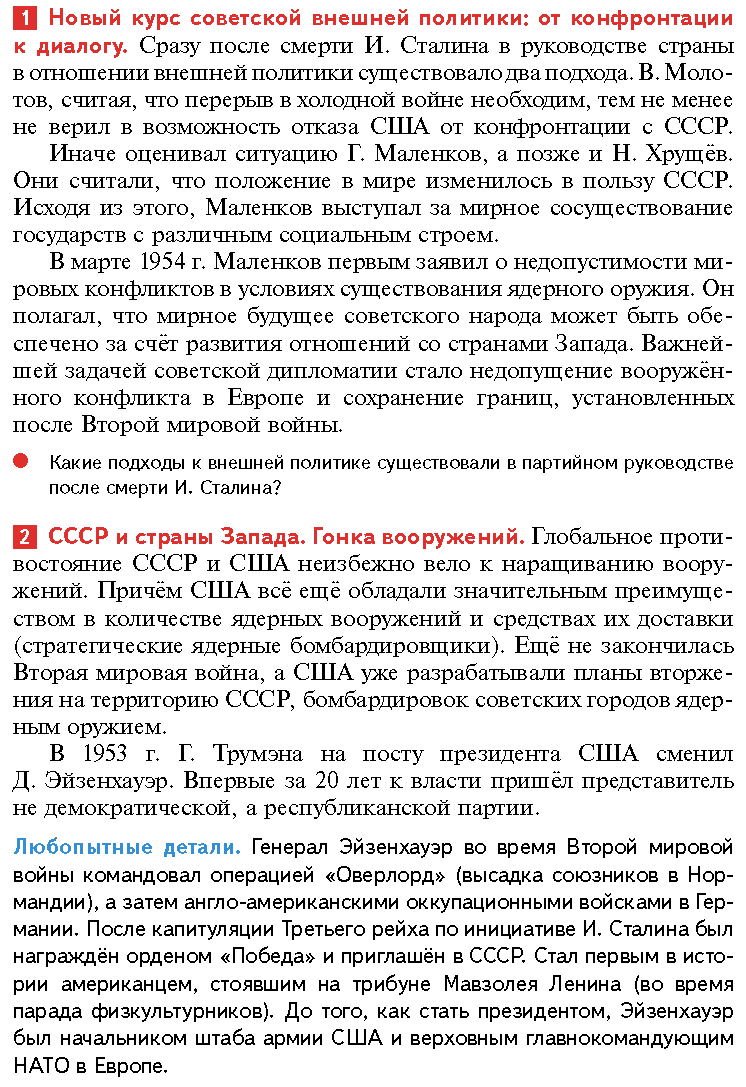 1 Новый курс советской внешней политики: от конфронтации
к диалогу. Сразу после смерти И. Сталина в руководстве страны
в отношении внешней политики существовало два подхода. В. Моло-
тов, считая, что перерыв в холодной войне необходим, тем не менее
не верил в возможность отказа США от конфронтации с СССР.
Иначе оценивал ситуацию Г. Маленков, а позже и Н. Хрущёв.
Они считали, что положение в мире изменилось в пользу СССР.
Исходя из этого, Маленков выступал за мирное сосуществование
государств с различным социальным строем.
В марте 1954 г. Маленков первым заявил о недопустимости ми-
ровых конфликтов в условиях существования ядерного оружия. Он
полагал, что мирное будущее советского народа может быть обе-
спечено за счёт развития отношений со странами Запада. Важней-
шей задачей советской дипломатии стало недопущение вооружён-
ного конфликта в Европе и сохранение границ, установленных
после Второй мировой войны.
● Какие подходы к внешней политике существовали в партийном руководстве
после смерти И. Сталина?
2 СССР и страны Запада. Гонка вооружений. Глобальное проти-
востояние СССР и США неизбежно вело к наращиванию воору-
жений. Причём США всё ещё обладали значительным преимуще-
ством в количестве ядерных вооружений и средствах их доставки
(стратегические ядерные бомбардировщики). Ещё не закончилась
Вторая мировая война, а США уже разрабатывали планы вторже-
ния на территорию СССР, бомбардировок советских городов ядер-
ным оружием.
В 1953 г. Г. Трумэна на посту президента США сменил
Д. Эйзенхауэр. Впервые за 20 лет к власти пришёл представитель
не демократической, а республиканской партии.
Любопытные детали. Генерал Эйзенхауэр во время Второй мировой
войны командовал операцией «Оверлорд» (высадка союзников в Нор-
мандии), а затем англо-американскими оккупационными войсками в Гер-
мании. После капитуляции Третьего рейха по инициативе И. Сталина был
награждён орденом «Победа» и приглашён в СССР. Стал первым в исто-
рии американцем, стоявшим на трибуне Мавзолея Ленина (во время
парада физкультурников). До того, как стать президентом, Эйзенхауэр
был начальником штаба армии США и верховным главнокомандующим
НАТО в Европе.